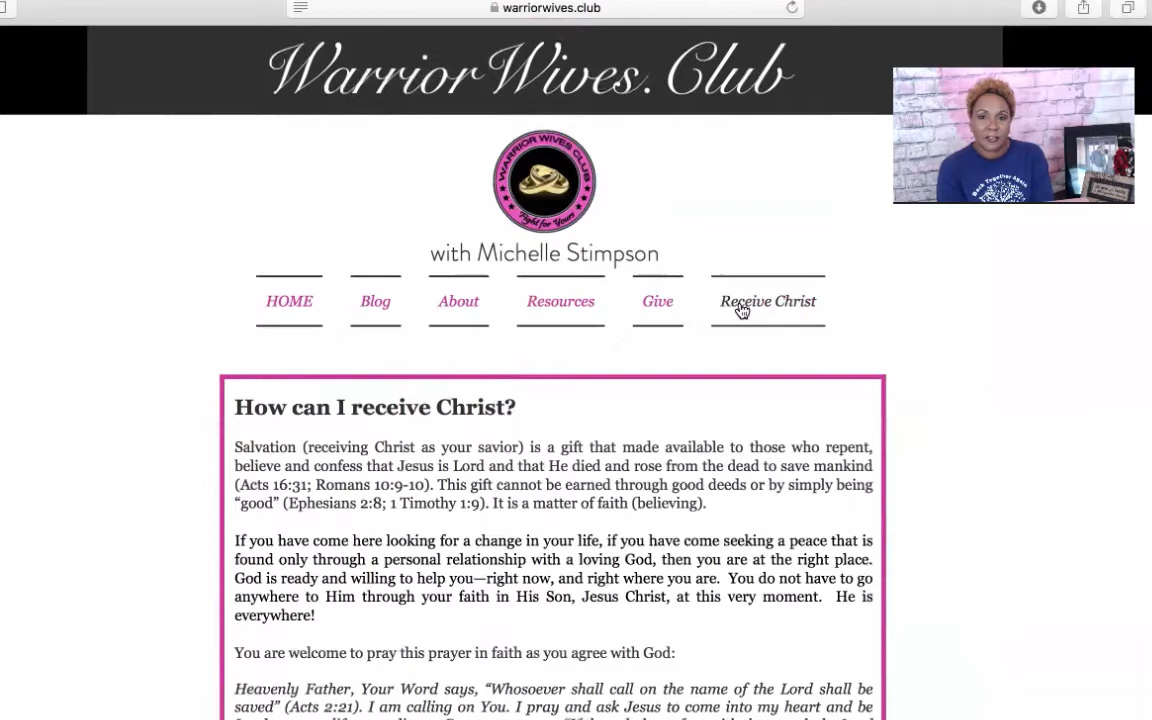 warriorwives.club
WarriorWives.Club
WARRIOR WIVES CLUB
Fight for Yours
Back Together Again
with Michelle Stimpson
HOME Blog About Resources Give Receive Christ
How can I receive Christ?
Salvation (receiving Christ as your savior) is a gift that made available to those who repent,
believe and confess that Jesus is Lord and that He died and rose from the dead to save mankind
(Acts 16:31; Romans 10:9-10). This gift cannot be earned through good deeds or by simply being
“good” (Ephesians 2:8; 1 Timothy 1:9). It is a matter of faith (believing).
If you have come here looking for a change in your life, if you have come seeking a peace that is
found only through a personal relationship with a loving God, then you are at the right place.
God is ready and willing to help you—right now, and right where you are. You do not have to go
anywhere to Him through your faith in His Son, Jesus Christ, at this very moment. He is
everywhere!
You are welcome to pray this prayer in faith as you agree with God:
Heavenly Father, Your Word says, “Whosoever shall call on the name of the Lord shall be
saved” (Acts 2:21). I am calling on You. I pray and ask Jesus to come into my heart and be